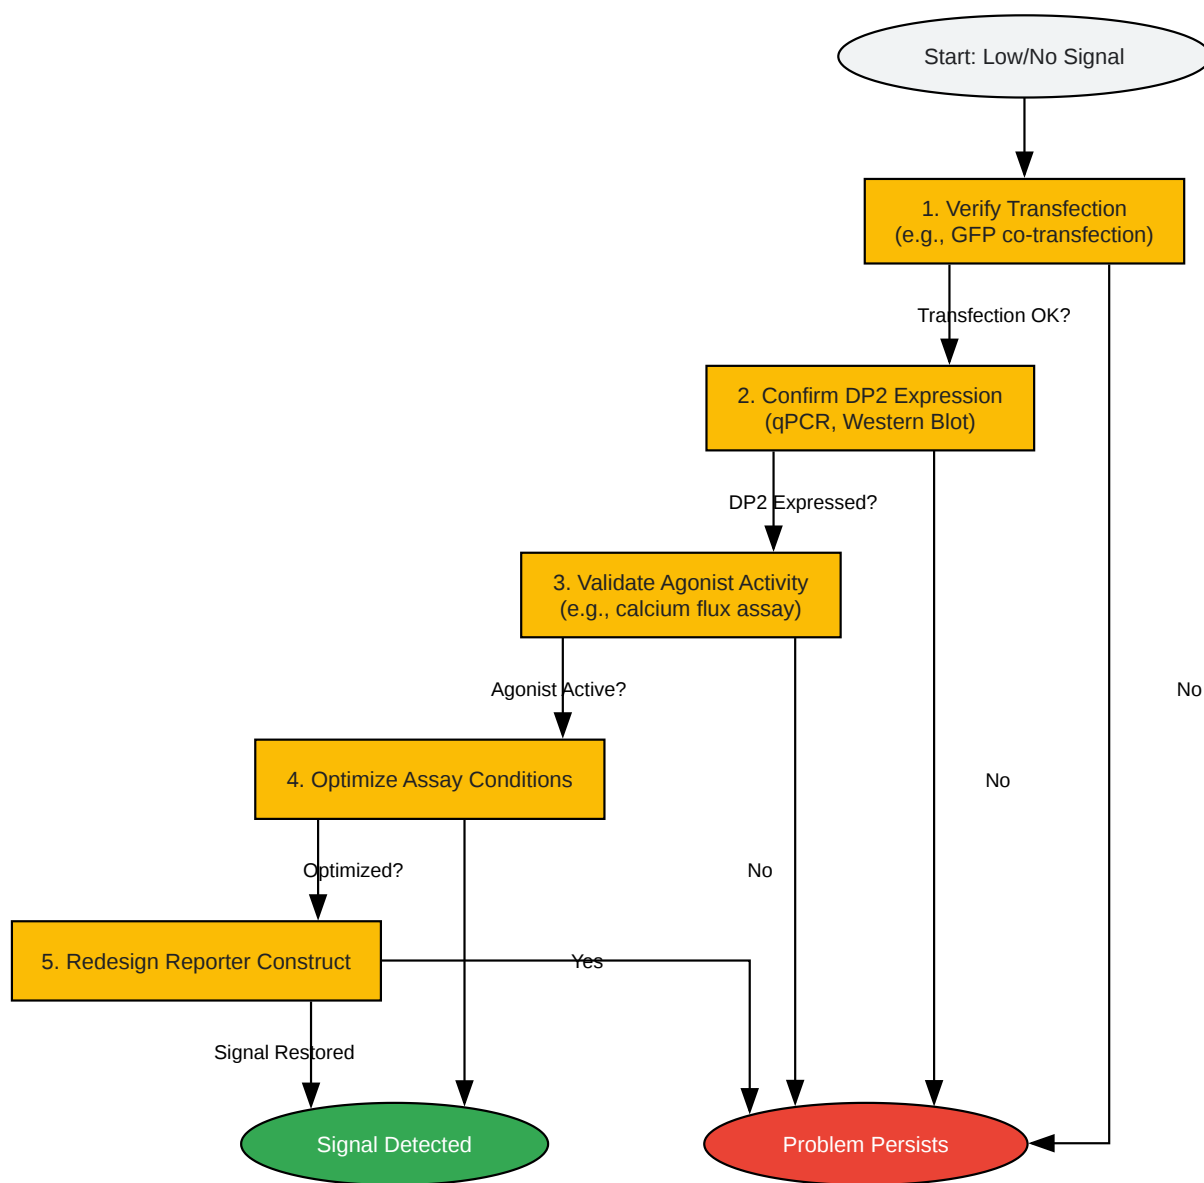 Start: Low/No Signal
1. Verify Transfection
(e.g., GFP co-transfection)
Transfection OK?
2. Confirm DP2 Expression
(qPCR, Western Blot)
DP2 Expressed?
3. Validate Agonist Activity
(e.g., calcium flux assay)
Agonist Active?
No
4. Optimize Assay Conditions
No
Optimized?
No
5. Redesign Reporter Construct
Yes
Signal Restored
Signal Detected
Problem Persists